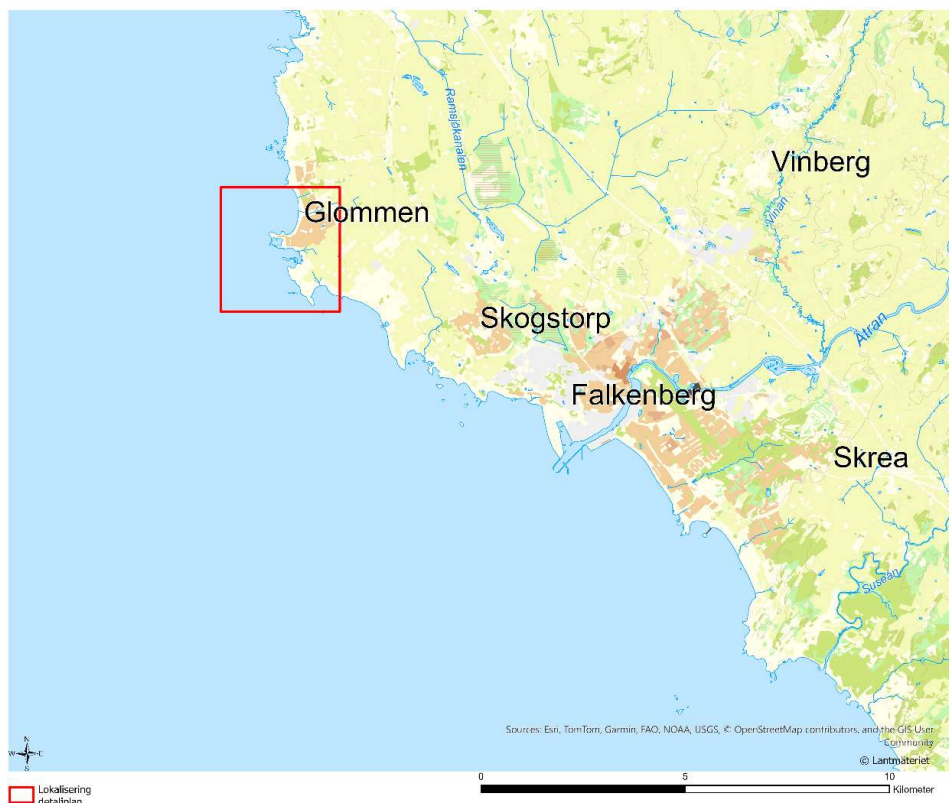 Ramsjökanalen
Vinberg
Glommen
Vinån
Skogstorp
Ätran
Falkenberg
Skrea
Suseån
Sources: Esri, TomTom, Garmin, FAO, NOAA, USGS, © OpenStreetMap contributors, and the GIS User
Community
© Lantmäteriet
N
W E
S
Lokalisering
detaljplan
0 5 10
Kilometer